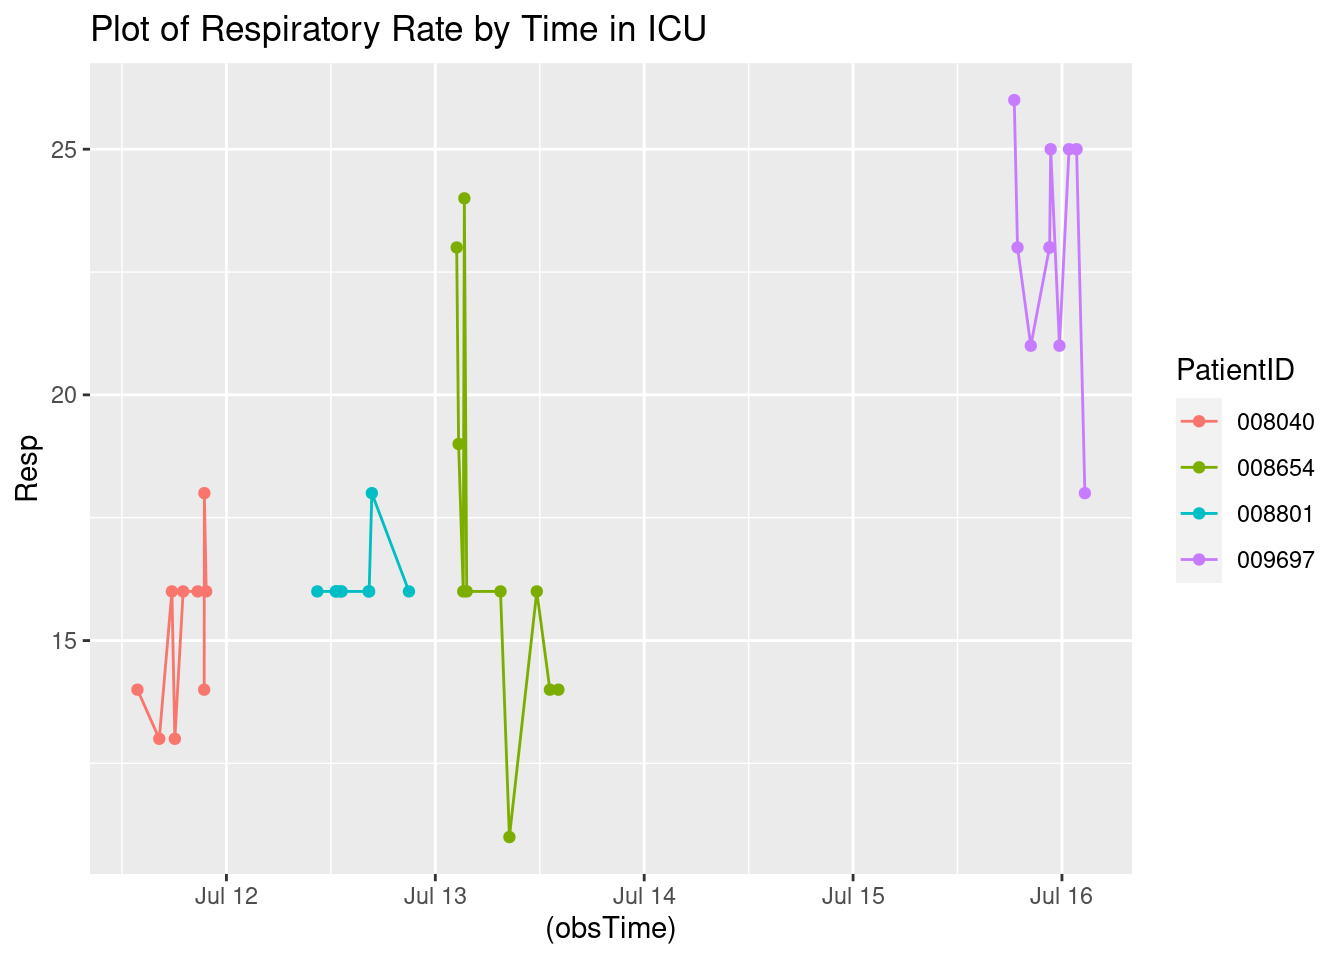 Plot of Respiratory Rate by Time in ICU
25
20
15
Resp
Jul 12
Jul 13
Jul 14
Jul 15
Jul 16
(obsTime)
PatientID
008040
008654
008801
009697